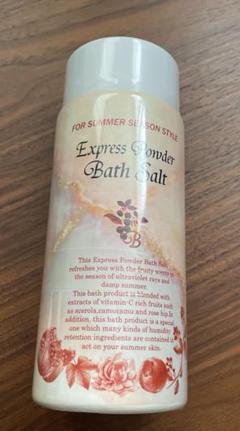 FOR SUMMER SEASON STYLE
Express Powder
Bath Salt
B
This Express Powder Bath Salt
refreshes you with the fruity scents in
the season of ultraviolet rays and
damp summer.
This bath product is blended with
extracts of vitamin-C rich fruits such
as acerola,camucamu and rose hip.In
addition, this bath product is a special
one which many kinds of humidity
retention ingredients are contained to
act on your summer skin.